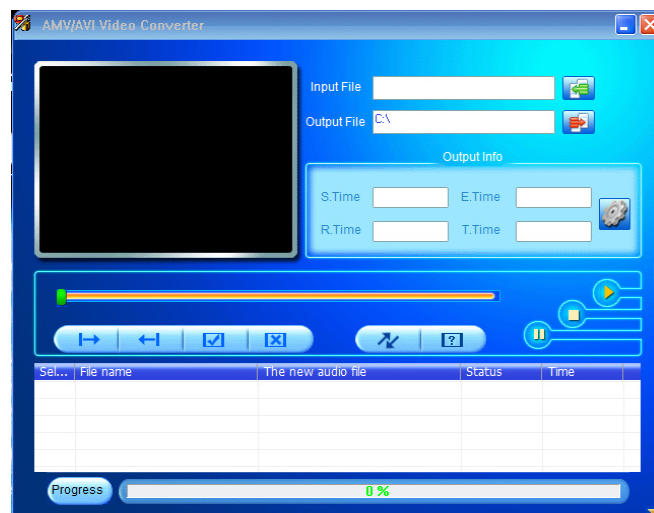 AMV/AVI Video Converter
Input File
Output File C:\
Output Info
S.Time E.Time
R.Time T.Time
Sel... File name The new audio file Status Time
Progress 0 %